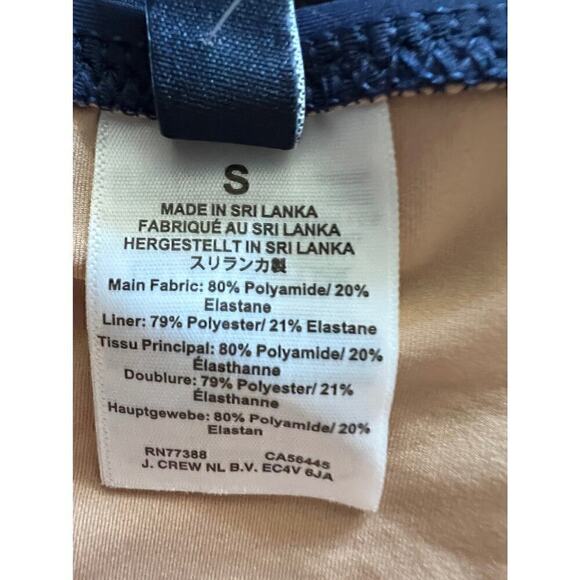 S
MADE IN SRI LANKA
FABRIQUÉ AU SRI LANKA
HERGESTELLT IN SRI LANKA
スリランカ製
Main Fabric: 80% Polyamide/ 20%
Elastane
Liner: 79% Polyester/ 21% Elastane
Tissu Principal: 80% Polyamide/ 20%
Élasthanne
Doublure: 79% Polyester/ 21%
Élasthanne
Hauptgewebe: 80% Polyamide/ 20%
Elastan
RN77388 CA56445
J. CREW NL B.V. EC4V 6JA